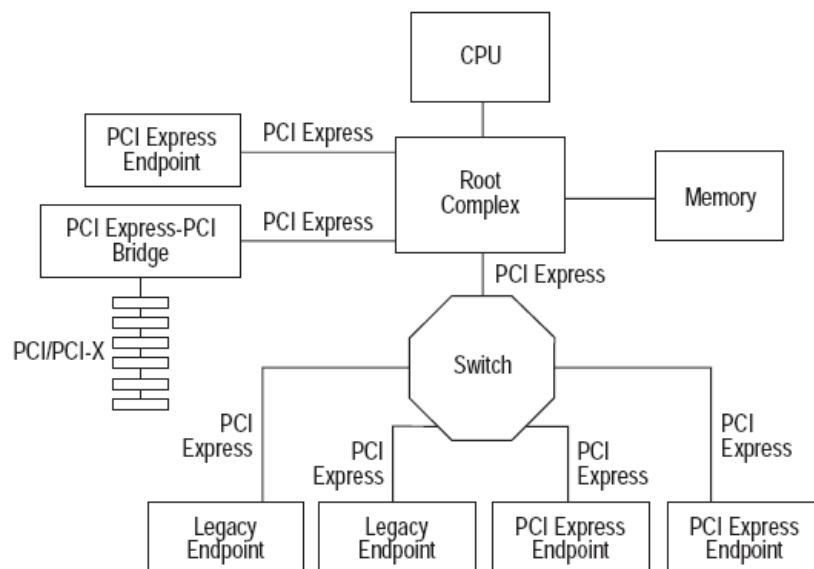 CPU
PCI Express
Endpoint
PCI Express
Root
Complex
Memory
PCI Express-PCI
Bridge
PCI Express
PCI Express
PCI/PCI-X
Switch
PCI
Express
PCI
Express
PCI
Express
PCI
Express
Legacy
Endpoint
Legacy
Endpoint
PCI Express
Endpoint
PCI Express
Endpoint